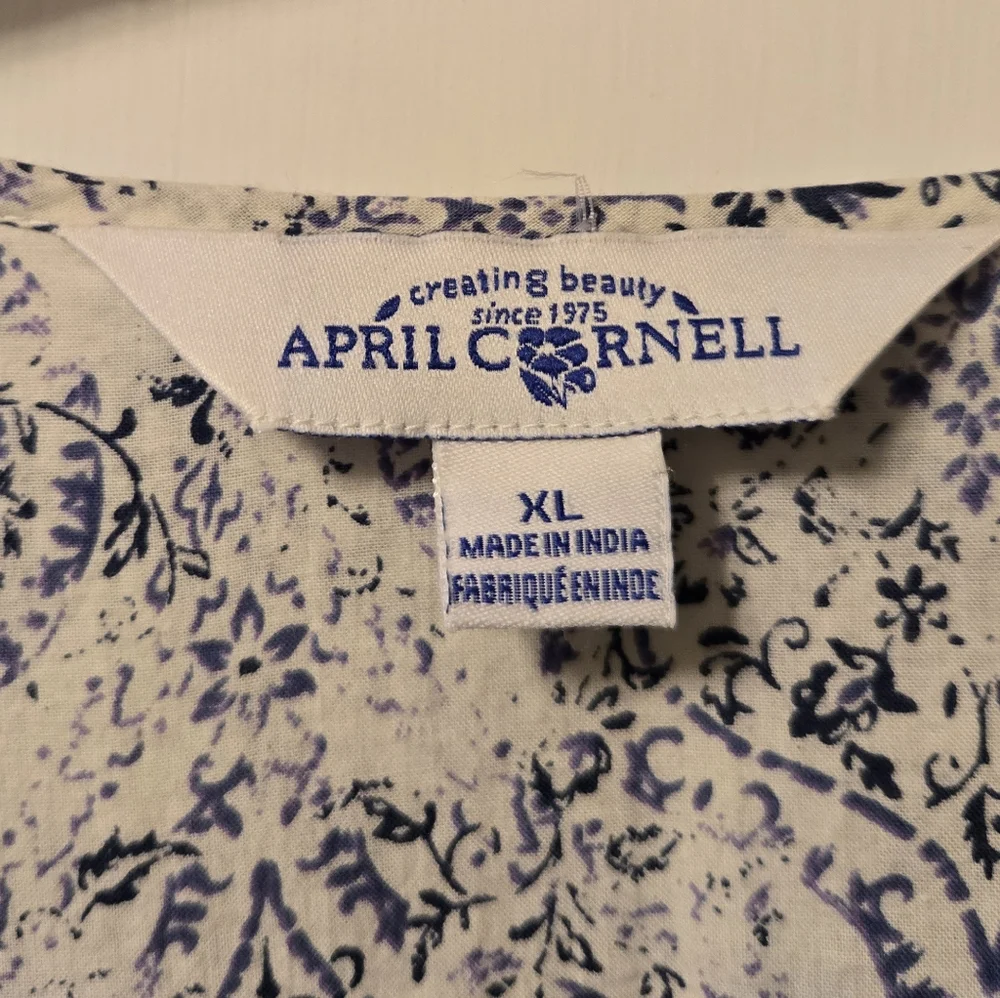 creating beauty
since 1975
APRIL CORNELL
XL
MADE IN INDIA
FABRIQUÉ EN INDE